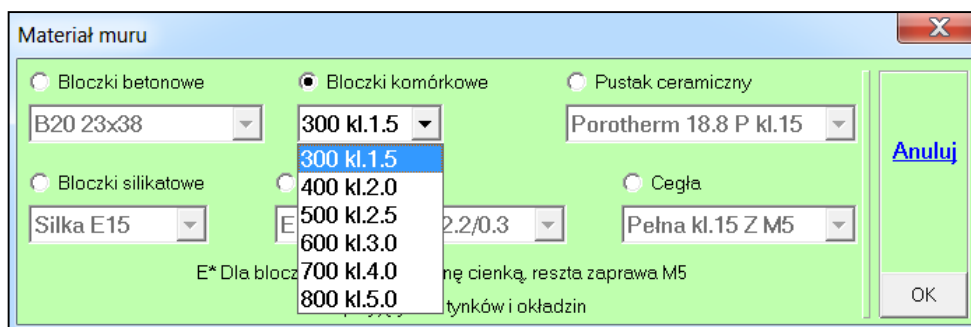 Materiał muru
Bloczki betonowe Bloczki komórkowe Pustak ceramiczny
B20 23x38 300 kl.1.5 Porotherm 18.8 P kl.15
Anuluj
300 kl.1.5
Bloczki silikatowe 400 kl.2.0 Cegła
Silka E15 E 500 kl.2.5 2.2/0.3 Pełna kl.15 Z M5
600 kl.3.0
E* Dla blocz 700 kl.4.0 nę cienką, reszta zaprawa M5
800 kl.5.0 tynków i okładzin
OK